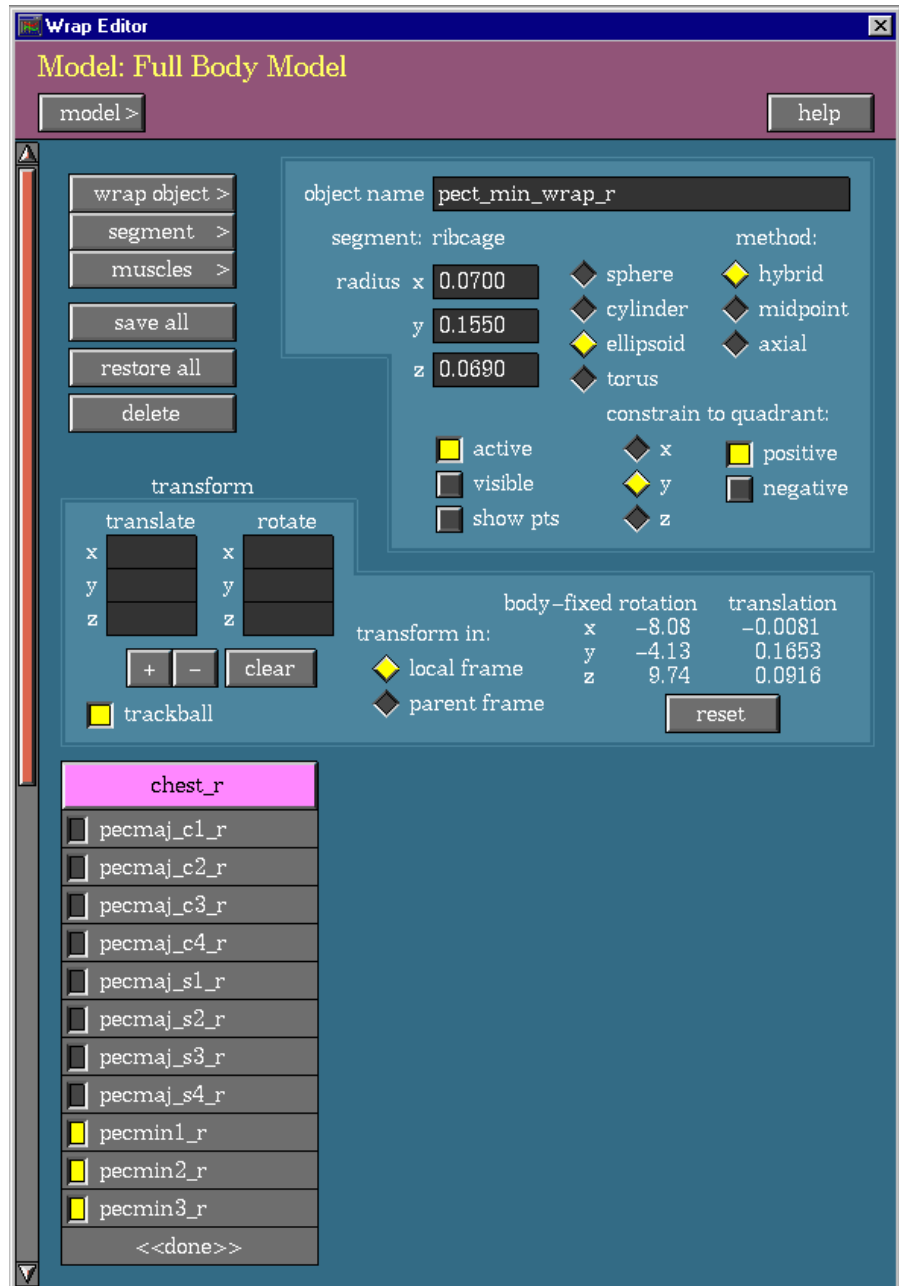 Wrap Editor
Model: Full Body Model
model >
help
wrap object >
segment >
muscles >
save all
restore all
delete
object name pect_min_wrap_r
segment: ribcage
method:
radius x 0.0700
y 0.1550
z 0.0690
sphere
cylinder
ellipsoid
torus
hybrid
midpoint
axial
constrain to quadrant:
active
visible
show pts
x
y
z
positive
negative
transform
translate
rotate
x
y
z
x
y
z
+
-
clear
trackball
transform in:
local frame
parent frame
body-fixed rotation translation
x -8.08 -0.0081
y -4.13 0.1653
z 9.74 0.0916
reset
chest_r
pecmaj_c1_r
pecmaj_c2_r
pecmaj_c3_r
pecmaj_c4_r
pecmaj_s1_r
pecmaj_s2_r
pecmaj_s3_r
pecmaj_s4_r
pecmin1_r
pecmin2_r
pecmin3_r
<<done>>